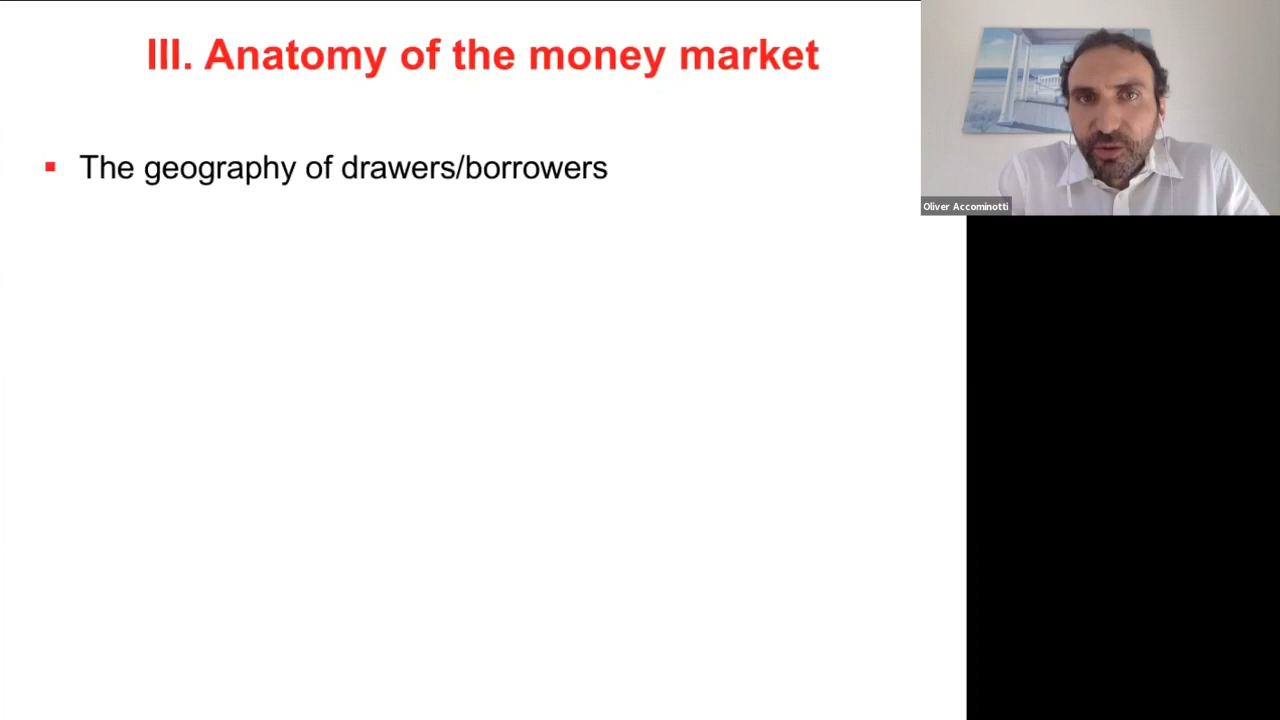 III. Anatomy of the money market
The geography of drawers/borrowers
Oliver Accominotti